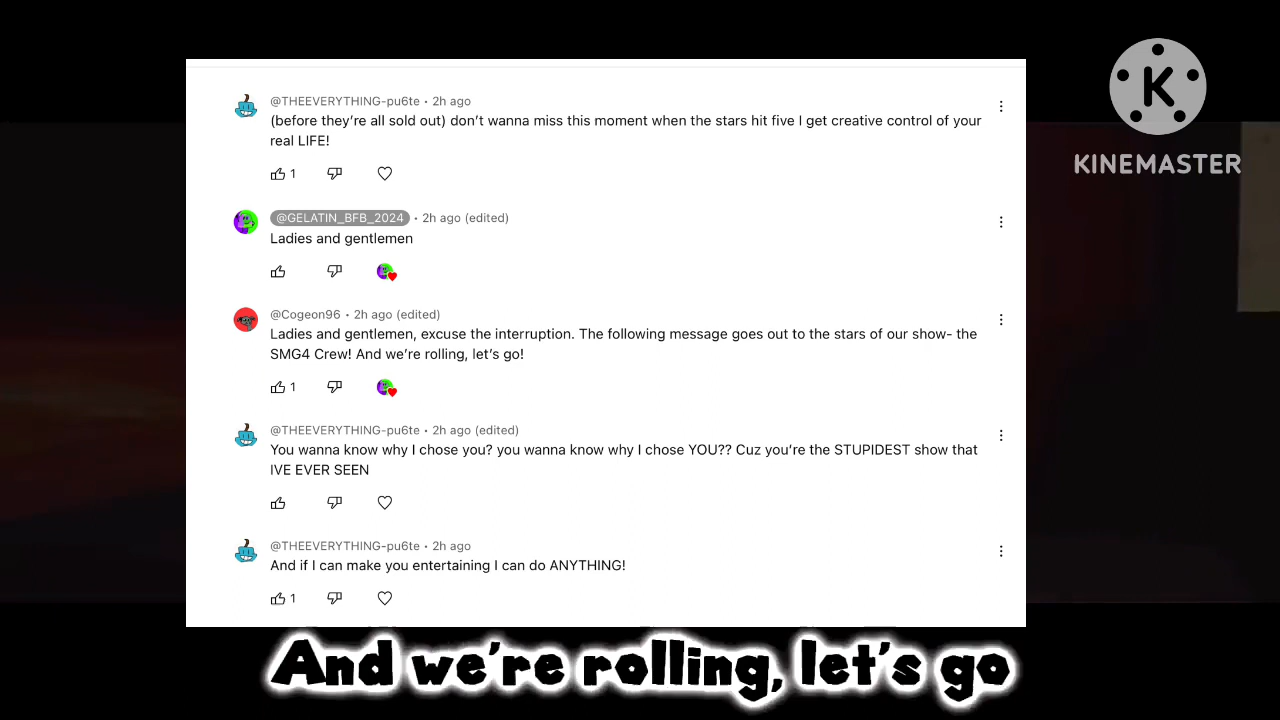 @THEEVERYTHING-pu6te • 2h ago
(before they’re all sold out) don’t wanna miss this moment when the stars hit five I get creative control of your
real LIFE!
1
@GELATIN_BFB_2024 • 2h ago (edited)
Ladies and gentlemen
@Cogeon96 • 2h ago (edited)
Ladies and gentlemen, excuse the interruption. The following message goes out to the stars of our show- the
SMG4 Crew! And we’re rolling, let’s go!
1
@THEEVERYTHING-pu6te • 2h ago (edited)
You wanna know why I chose you? you wanna know why I chose YOU?? Cuz you’re the STUPIDEST show that
IVE EVER SEEN
@THEEVERYTHING-pu6te • 2h ago
And if I can make you entertaining I can do ANYTHING!
1
K
KINEMASTER
And we're rolling, let's go